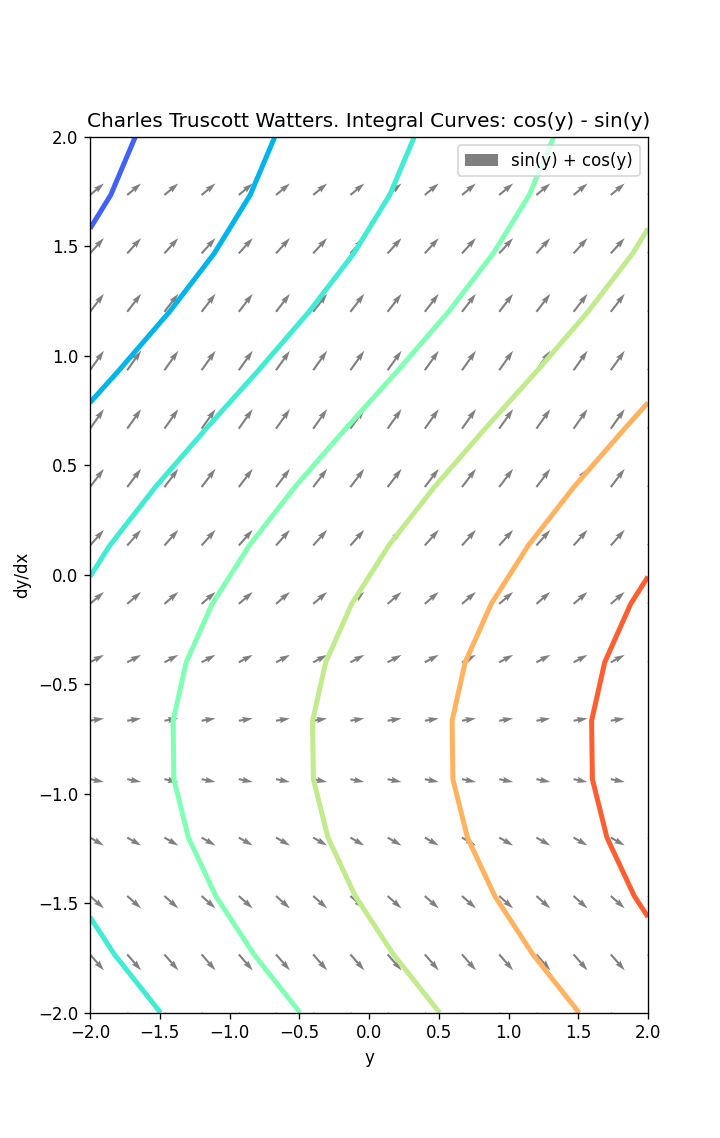 Charles Truscott Watters. Integral Curves: cos(y) - sin(y)
sin(y) + cos(y)
2.0
1.5
1.0
0.5
0.0
−0.5
−1.0
−1.5
−2.0
dy/dx
−2.0 −1.5 −1.0 −0.5 0.0 0.5 1.0 1.5 2.0
y